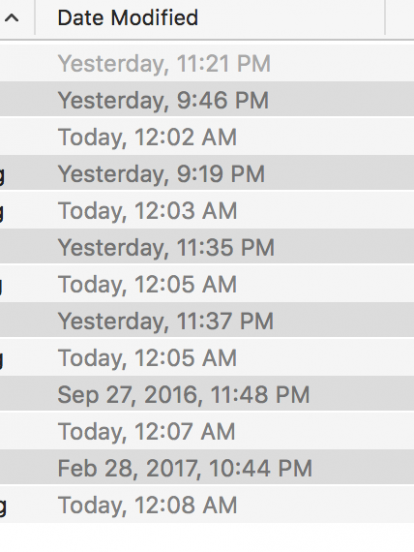 Date Modified
Yesterday, 11:21 PM
Yesterday, 9:46 PM
Today, 12:02 AM
g Yesterday, 9:19 PM
g Today, 12:03 AM
Yesterday, 11:35 PM
g Today, 12:05 AM
Yesterday, 11:37 PM
g Today, 12:05 AM
Sep 27, 2016, 11:48 PM
Today, 12:07 AM
Feb 28, 2017, 10:44 PM
g Today, 12:08 AM